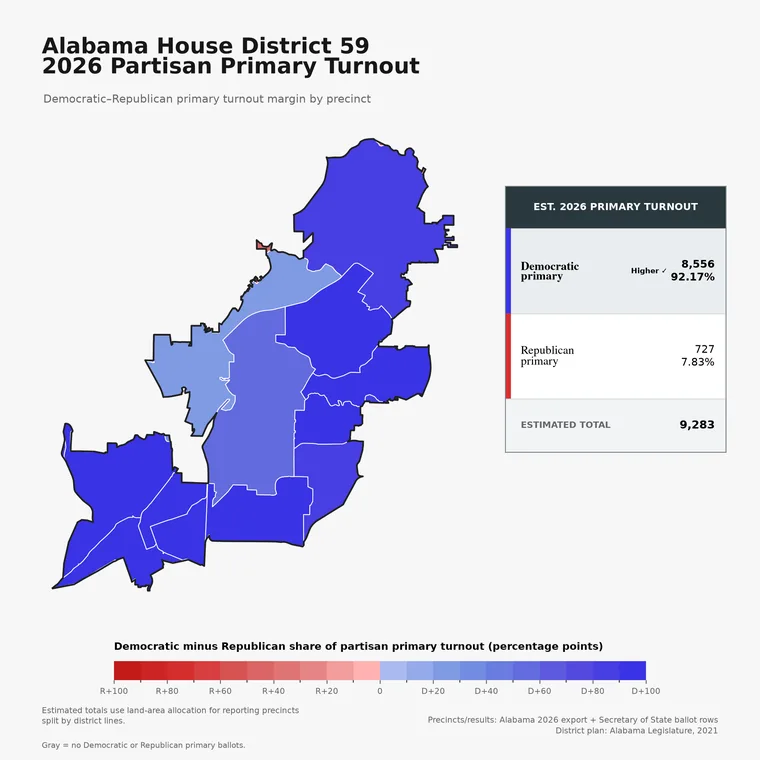 Alabama House District 59
2026 Partisan Primary Turnout
Democratic–Republican primary turnout margin by precinct
EST. 2026 PRIMARY TURNOUT
Democratic
primary
Higher ✓
8,556
92.17%
Republican
primary
727
7.83%
ESTIMATED TOTAL
9,283
Democratic minus Republican share of partisan primary turnout (percentage points)
R+100 R+80 R+60 R+40 R+20 0 D+20 D+40 D+60 D+80 D+100
Estimated totals use land-area allocation for reporting precincts
split by district lines.
Gray = no Democratic or Republican primary ballots.
Precincts/results: Alabama 2026 export + Secretary of State ballot rows
District plan: Alabama Legislature, 2021